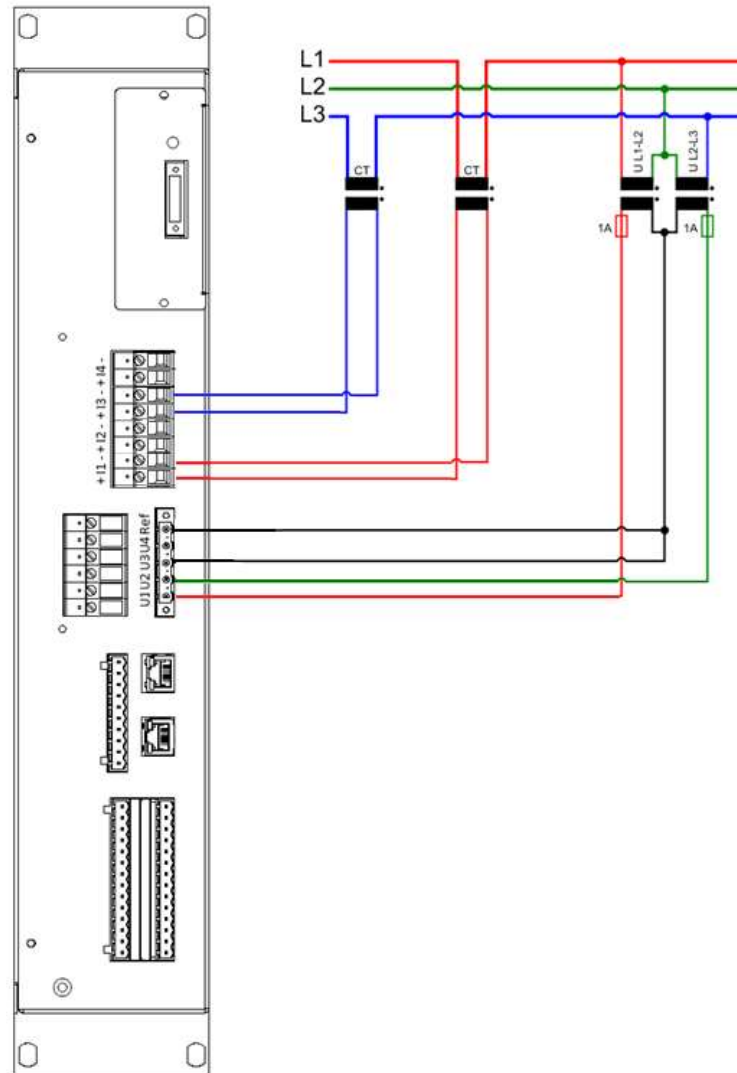 L1
L2
L3
CT
CT
U L1-L2
U L2-L3
1A
1A
+ I1 - + I2 - + I3 - + I4 -
U1 U2 U3 U4 Ref